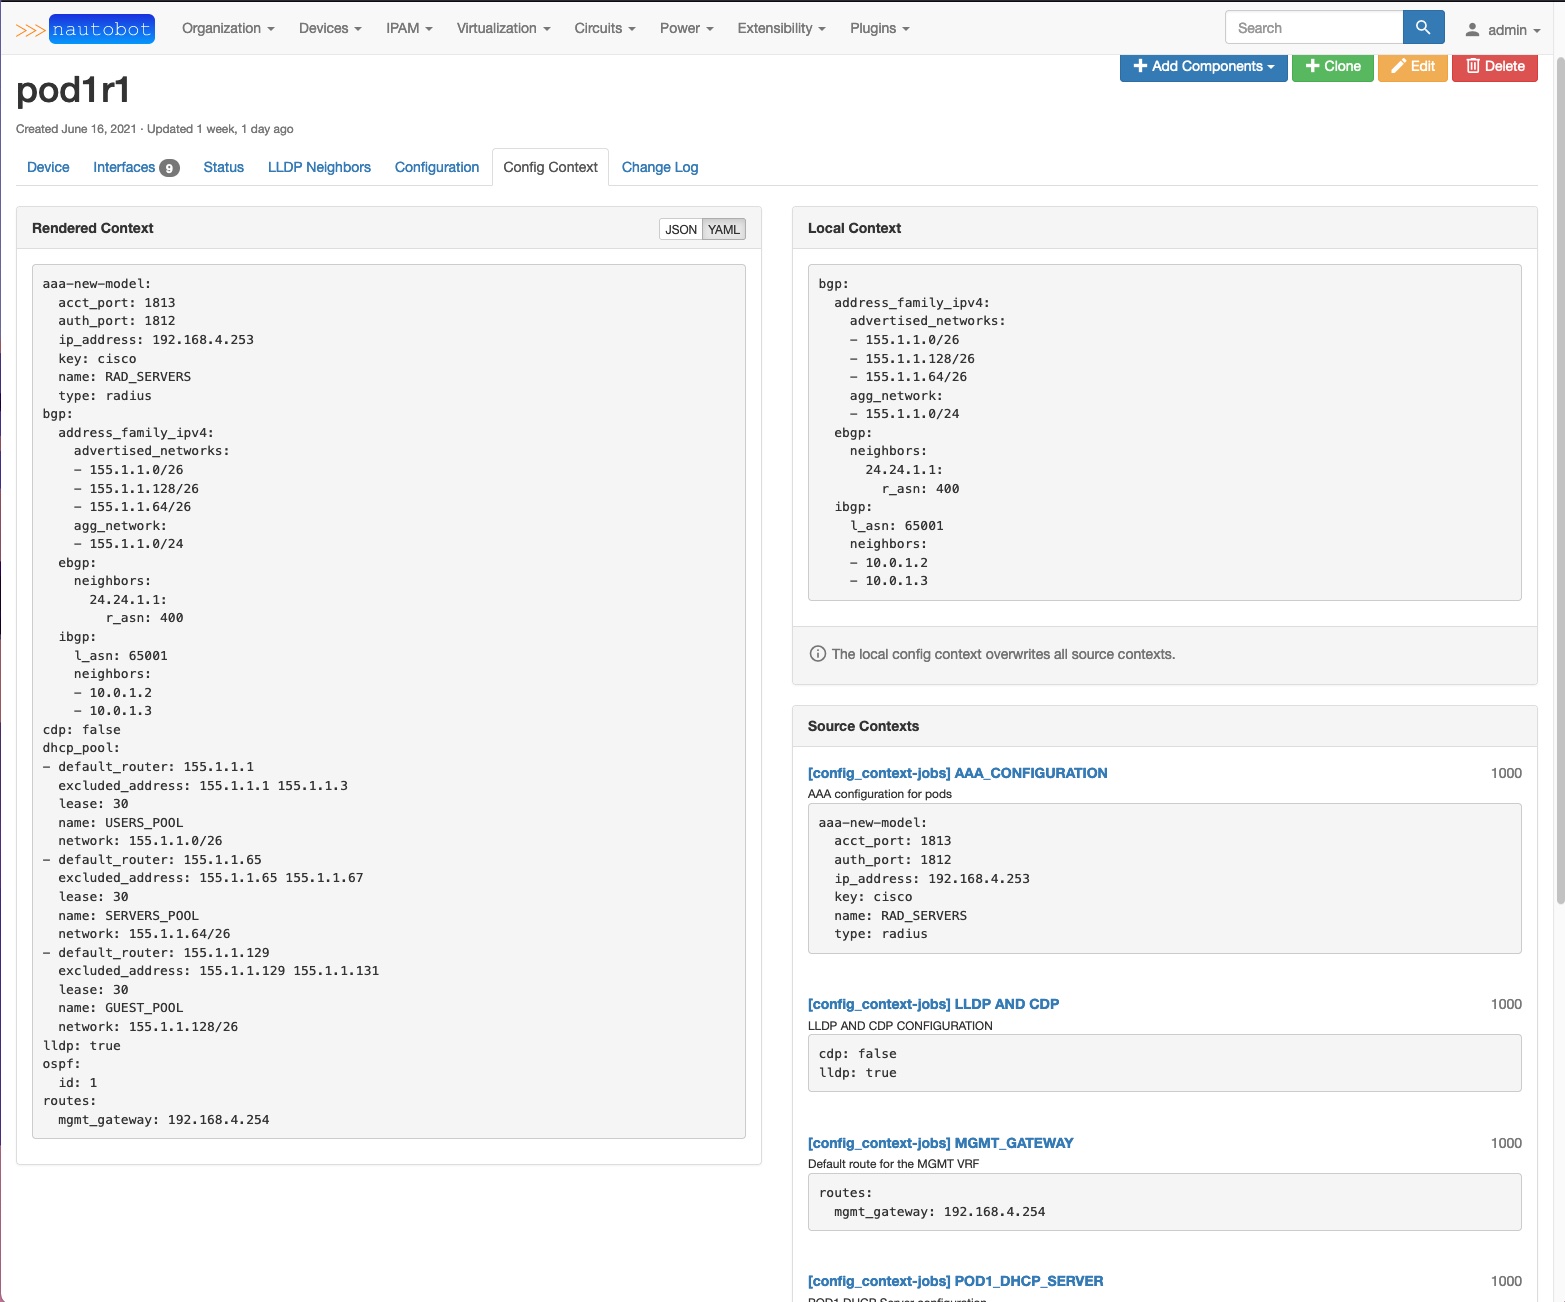 >>> nautobot
Organization
Devices
IPAM
Virtualization
Circuits
Power
Extensibility
Plugins
Search
admin
pod1r1
Add Components
Clone
Edit
Delete
Created June 16, 2021 · Updated 1 week, 1 day ago
Device
Interfaces 9
Status
LLDP Neighbors
Configuration
Config Context
Change Log
Rendered Context
JSON YAML
aaa-new-model:
  acct_port: 1813
  auth_port: 1812
  ip_address: 192.168.4.253
  key: cisco
  name: RAD_SERVERS
  type: radius
bgp:
  address_family_ipv4:
    advertised_networks:
    - 155.1.1.0/26
    - 155.1.1.128/26
    - 155.1.1.64/26
    agg_network:
    - 155.1.1.0/24
  ebgp:
    neighbors:
      24.24.1.1:
        r_asn: 400
  ibgp:
    l_asn: 65001
    neighbors:
    - 10.0.1.2
    - 10.0.1.3
cdp: false
dhcp_pool:
- default_router: 155.1.1.1
  excluded_address: 155.1.1.1 155.1.1.3
  lease: 30
  name: USERS_POOL
  network: 155.1.1.0/26
- default_router: 155.1.1.65
  excluded_address: 155.1.1.65 155.1.1.67
  lease: 30
  name: SERVERS_POOL
  network: 155.1.1.64/26
- default_router: 155.1.1.129
  excluded_address: 155.1.1.129 155.1.1.131
  lease: 30
  name: GUEST_POOL
  network: 155.1.1.128/26
lldp: true
ospf:
  id: 1
routes:
  mgmt_gateway: 192.168.4.254
Local Context
bgp:
  address_family_ipv4:
    advertised_networks:
    - 155.1.1.0/26
    - 155.1.1.128/26
    - 155.1.1.64/26
    agg_network:
    - 155.1.1.0/24
  ebgp:
    neighbors:
      24.24.1.1:
        r_asn: 400
  ibgp:
    l_asn: 65001
    neighbors:
    - 10.0.1.2
    - 10.0.1.3
The local config context overwrites all source contexts.
Source Contexts
[config_context-jobs] AAA_CONFIGURATION 1000
AAA configuration for pods
aaa-new-model:
  acct_port: 1813
  auth_port: 1812
  ip_address: 192.168.4.253
  key: cisco
  name: RAD_SERVERS
  type: radius
[config_context-jobs] LLDP AND CDP 1000
LLDP AND CDP CONFIGURATION
cdp: false
lldp: true
[config_context-jobs] MGMT_GATEWAY 1000
Default route for the MGMT VRF
routes:
  mgmt_gateway: 192.168.4.254
[config_context-jobs] POD1_DHCP_SERVER 1000
POD1 DHCP Server configuration